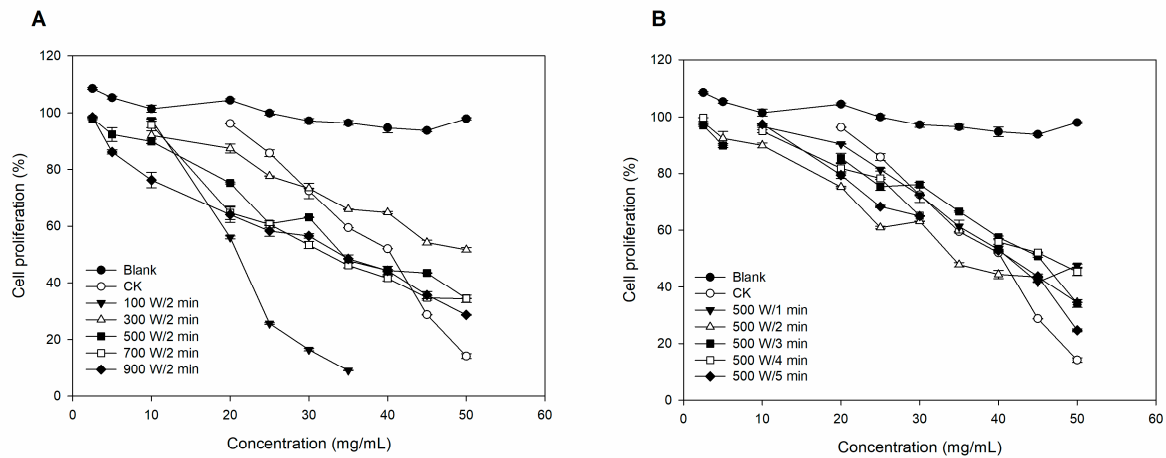 A
120
100
80
60
40
20
0
Cell proliferation (%)
Blank
CK
100 W/2 min
300 W/2 min
500 W/2 min
700 W/2 min
900 W/2 min
0 10 20 30 40 50 60
Concentration (mg/mL)
B
120
100
80
60
40
20
0
Cell proliferation (%)
Blank
CK
500 W/1 min
500 W/2 min
500 W/3 min
500 W/4 min
500 W/5 min
0 10 20 30 40 50 60
Concentration (mg/mL)